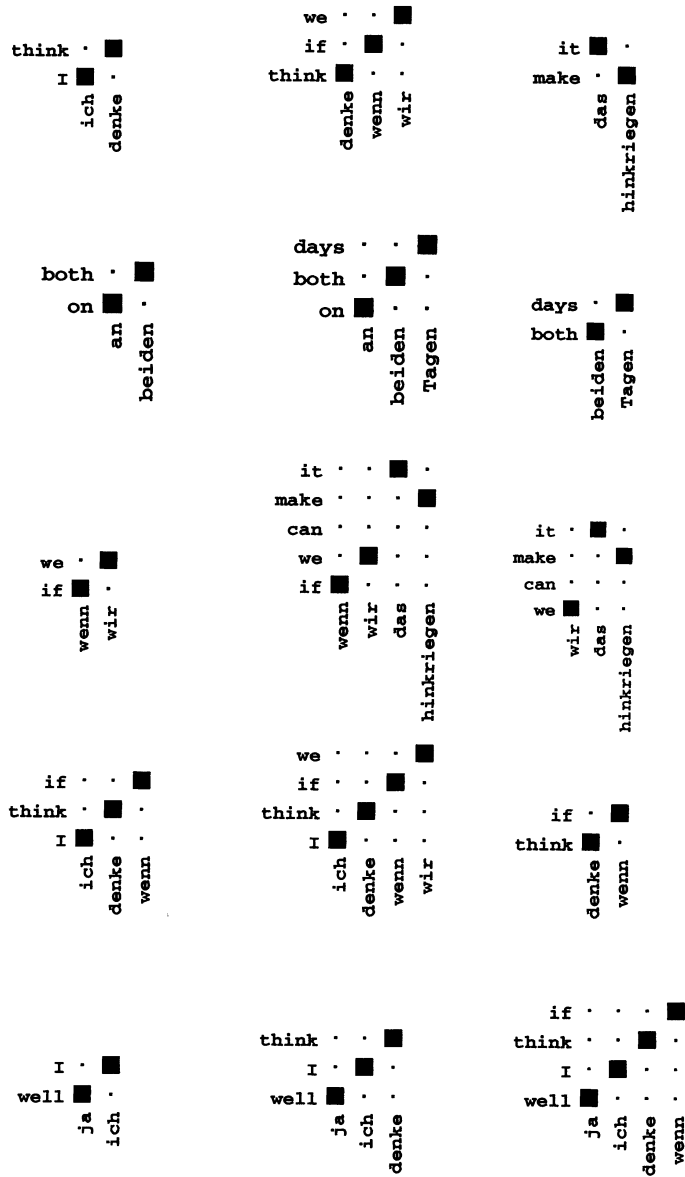 think
I
ich
denke
we
if
think
denke
wenn
wir
it
make
das
hinkriegen
both
on
an
beiden
days
both
on
an
beiden
Tagen
days
both
beiden
Tagen
we
if
wenn
wir
it
make
can
we
if
wenn
wir
das
hinkriegen
it
make
can
we
wir
das
hinkriegen
if
think
I
ich
denke
wenn
we
if
think
I
ich
denke
wenn
wir
if
think
denke
wenn
I
well
ja
ich
think
I
well
ja
ich
denke
if
think
I
well
ja
ich
denke
wenn